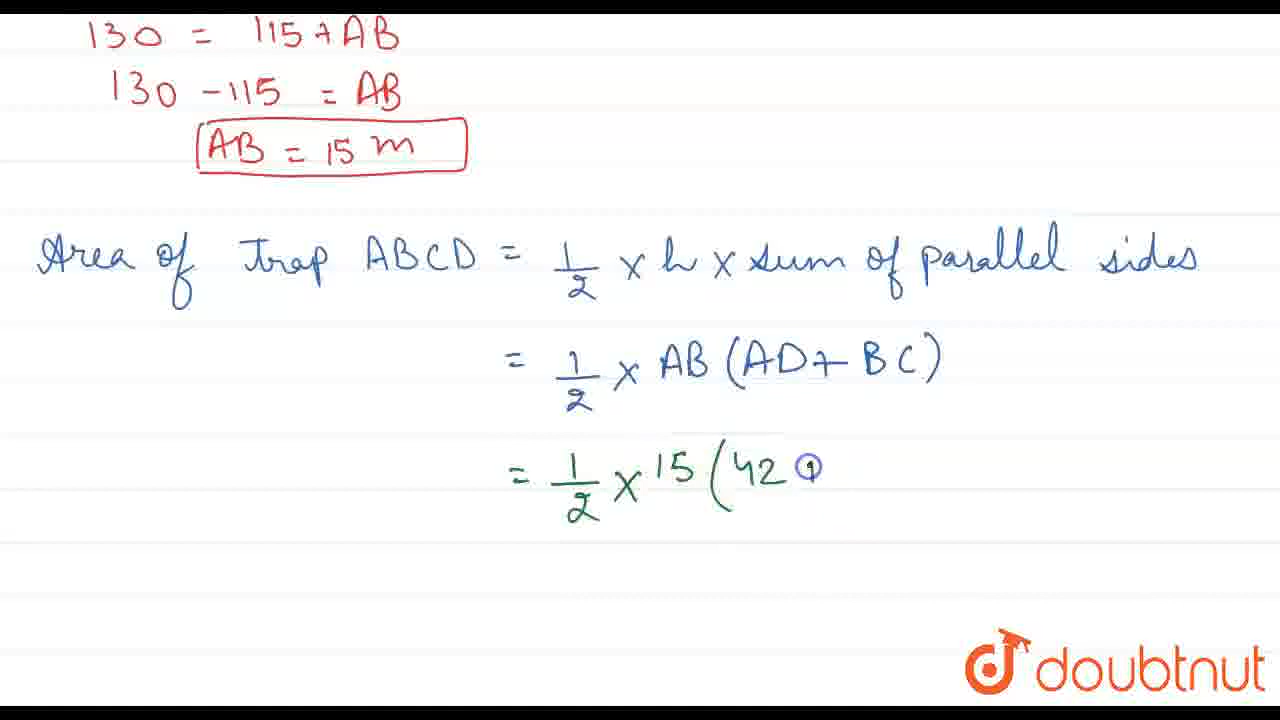 130 = 115+AB
130 - 115 = AB
AB = 15 m
Area of trap ABCD = 1/2 × h × sum of parallel sides
= 1/2 × AB (AD + BC)
= 1/2 × 15 (42
doubtnut